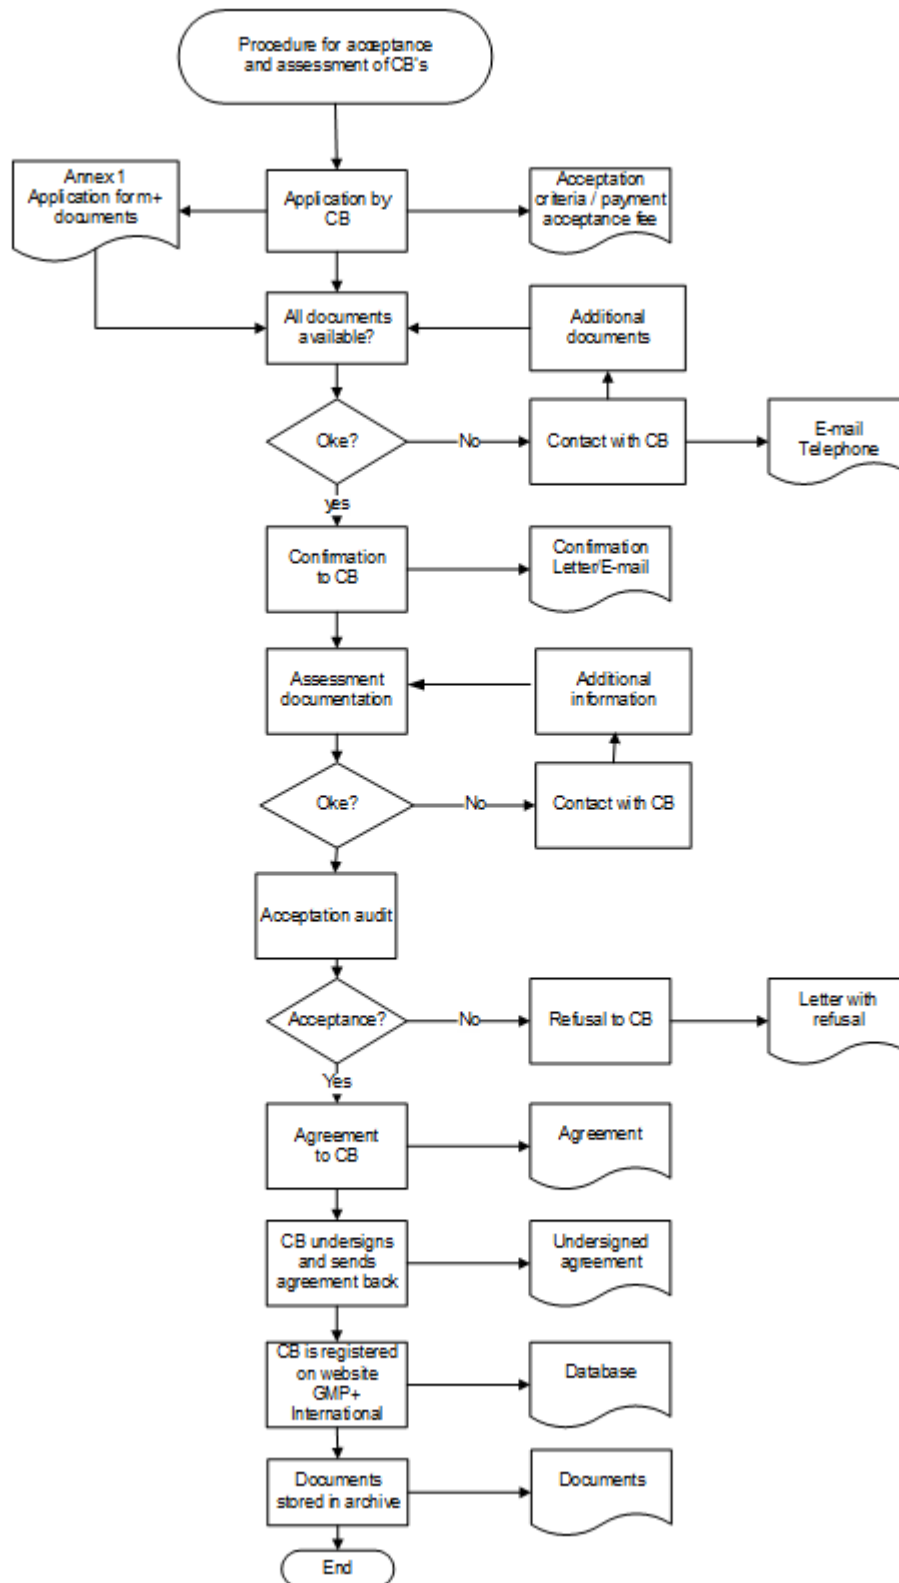 Procedure for acceptance
and assessment of CB's
Annex 1
Application form+
documents
Application by
CB
Acceptation
criteria / payment
acceptance fee
All documents
available?
Additional
documents
Oke?
No
Contact with CB
E-mail
Telephone
yes
Confirmation
to CB
Confirmation
Letter/E-mail
Assessment
documentation
Additional
information
Oke?
No
Contact with CB
Acceptation audit
Acceptance?
No
Refusal to CB
Letter with
refusal
Yes
Agreement
to CB
Agreement
CB undersigns
and sends
agreement back
Undersigned
agreement
CB is registered
on website
GMP+
International
Database
Documents
stored in archive
Documents
End